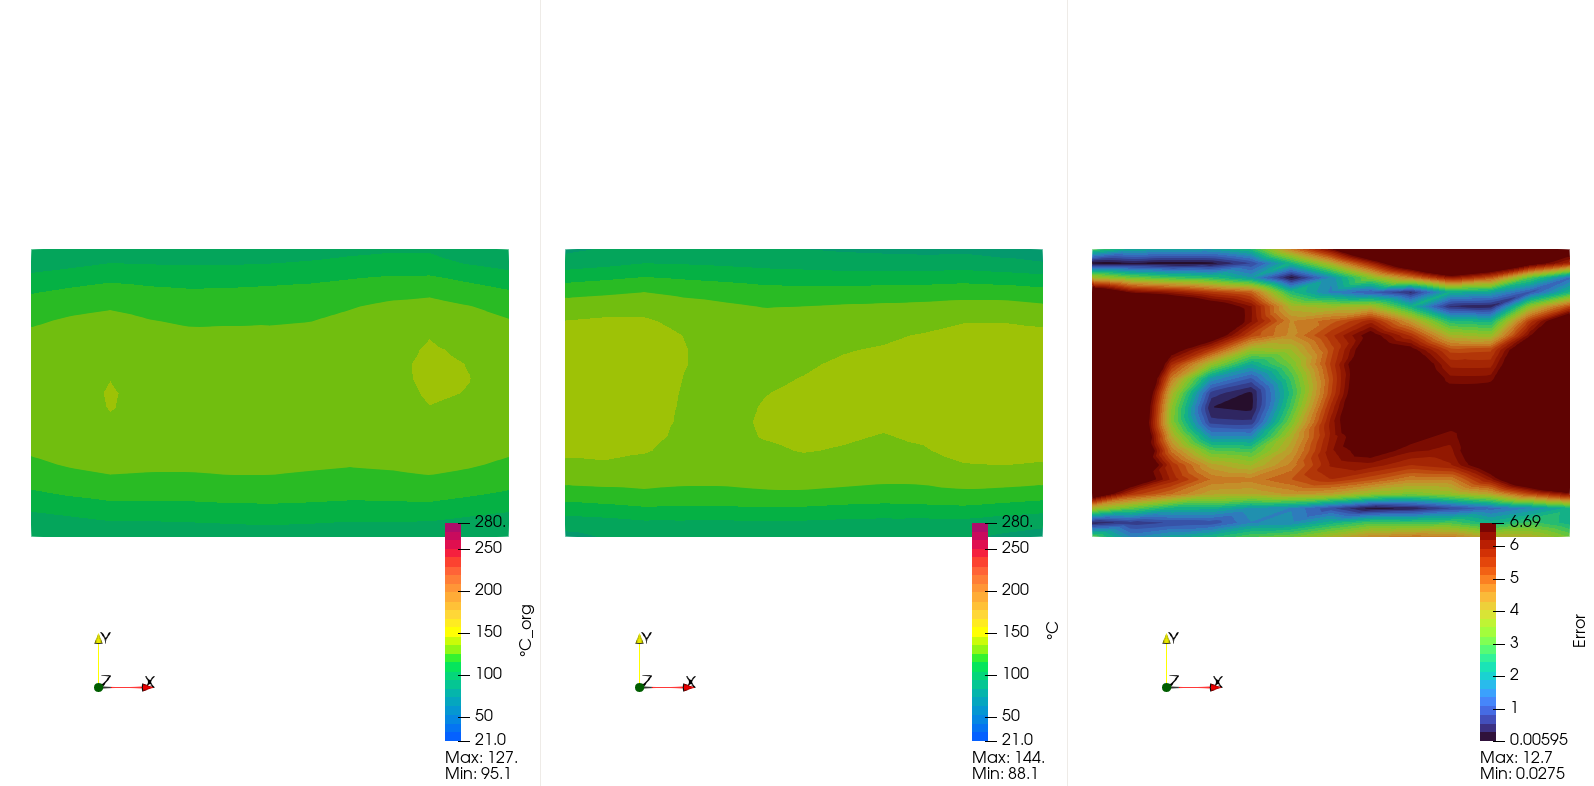 280.
250
200
150
100
50
21.0
°C_org
Max: 127.
Min: 95.1
Y
Z
X
280.
250
200
150
100
50
21.0
°C
Max: 144.
Min: 88.1
Y
Z
X
6.69
6
5
4
3
2
1
0.00595
Error
Max: 12.7
Min: 0.0275
Y
Z
X